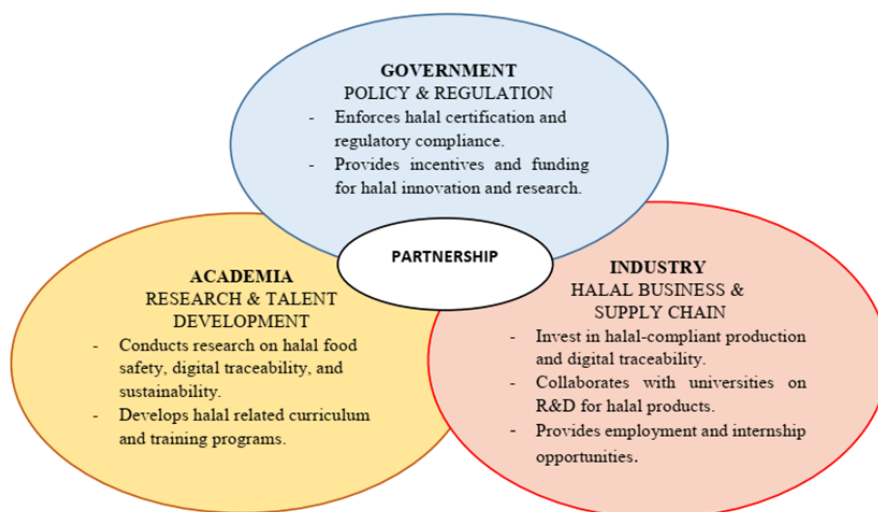 GOVERNMENT
POLICY & REGULATION
- Enforces halal certification and
regulatory compliance.
- Provides incentives and funding
for halal innovation and research.
PARTNERSHIP
ACADEMIA
RESEARCH & TALENT
DEVELOPMENT
- Conducts research on halal food
safety, digital traceability, and
sustainability.
- Develops halal related curriculum
and training programs.
INDUSTRY
HALAL BUSINESS &
SUPPLY CHAIN
- Invest in halal-compliant production
and digital traceability.
- Collaborates with universities on
R&D for halal products.
- Provides employment and internship
opportunities.